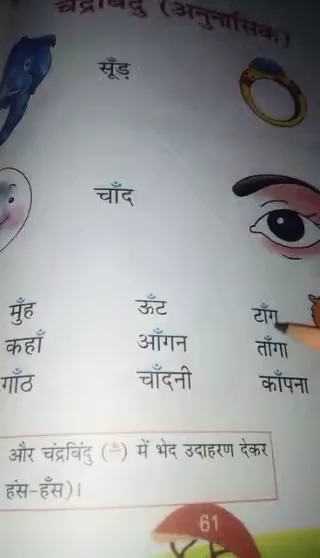 चंद्रबिंदु (अनुनासिक)
सूँड़
चाँद
मुँह ऊँट टाँग
कहाँ आँगन ताँगा
गाँठ चाँदनी काँपना
और चंद्रबिंदु (ँ) में भेद उदाहरण देकर
हंस-हँस)।
61